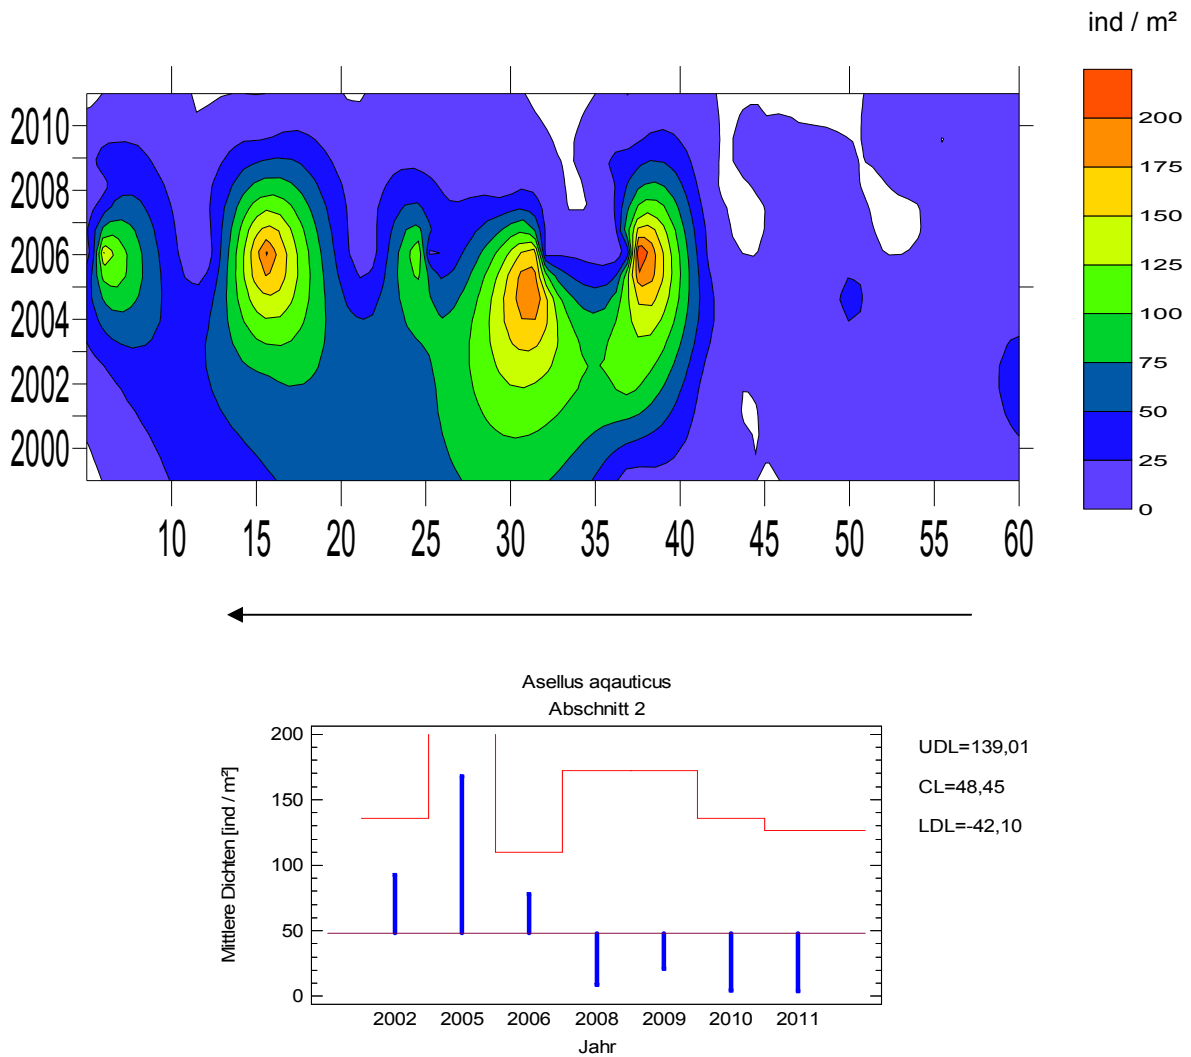 ind / m²
2010
2008
2006
2004
2002
2000
200
175
150
125
100
75
50
25
0
10 15 20 25 30 35 40 45 50 55 60
Asellus aqauticus
Abschnitt 2
Mittlere Dichten [ind / m²]
200
150
100
50
0
UDL=139,01
CL=48,45
LDL=-42,10
2002 2005 2006 2008 2009 2010 2011
Jahr